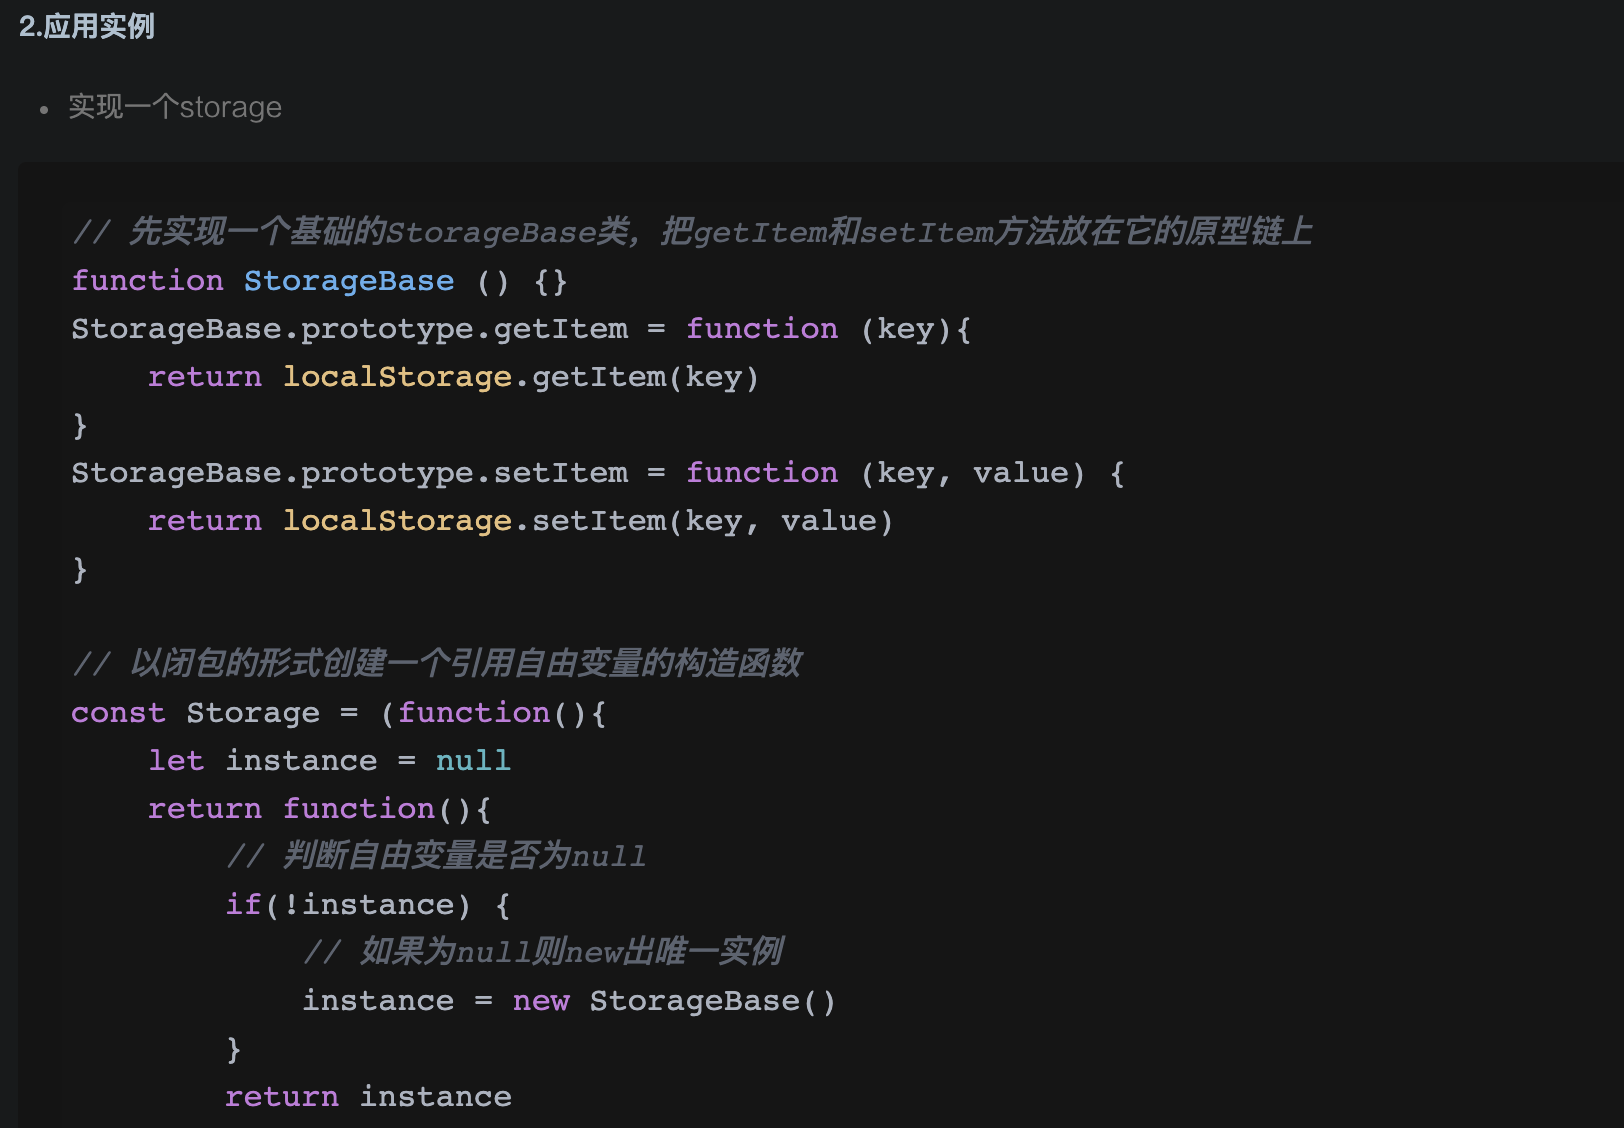 2.应用实例
实现一个storage
// 先实现一个基础的StorageBase类，把getItem和setItem方法放在它的原型链上
function StorageBase () {}
StorageBase.prototype.getItem = function (key){
    return localStorage.getItem(key)
}
StorageBase.prototype.setItem = function (key, value) {
    return localStorage.setItem(key, value)
}
// 以闭包的形式创建一个引用自由变量的构造函数
const Storage = (function(){
    let instance = null
    return function(){
        // 判断自由变量是否为null
        if(!instance) {
            // 如果为null则new出唯一实例
            instance = new StorageBase()
        }
        return instance